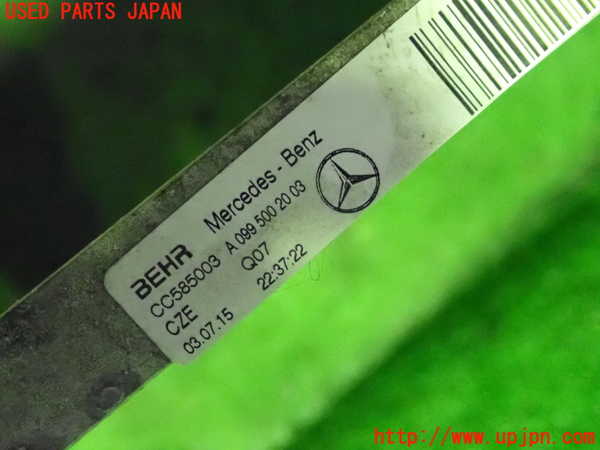 USED PARTS JAPAN
BEHR Mercedes-Benz
CC585003 A 099 500 20 03
CZE Q07
03.07.15 22:37:22
http://www.upjpn.com/